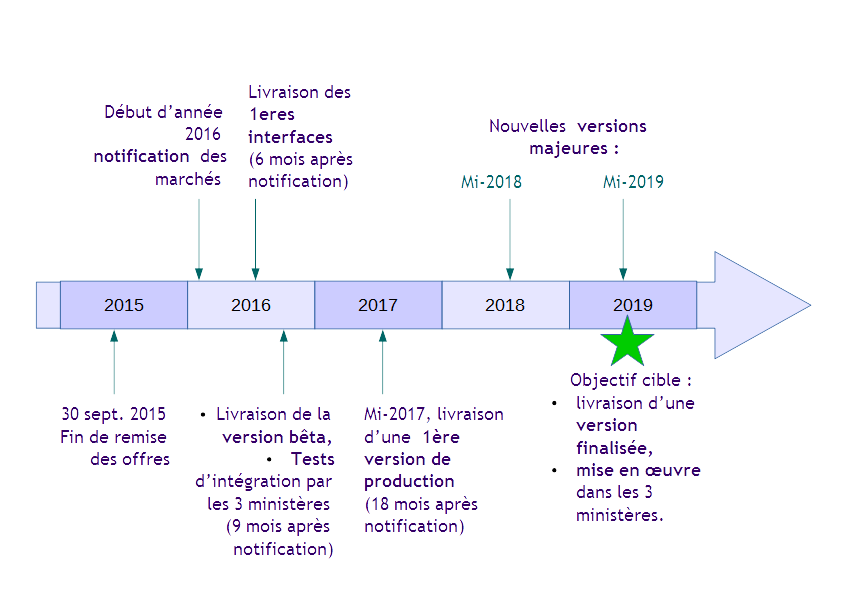 Début d’année
2016
notification des
marchés
Livraison des
1eres
interfaces
(6 mois après
notification)
Nouvelles versions
majeures :
Mi-2018
Mi-2019
2015
2016
2017
2018
2019
30 sept. 2015
Fin de remise
des offres
• Livraison de la
version bêta,
• Tests
d’intégration par
les 3 ministères
(9 mois après
notification)
Mi-2017, livraison
d’une 1ère
version de
production
(18 mois après
notification)
Objectif cible :
• livraison d’une
version
finalisée,
• mise en œuvre
dans les 3
ministères.